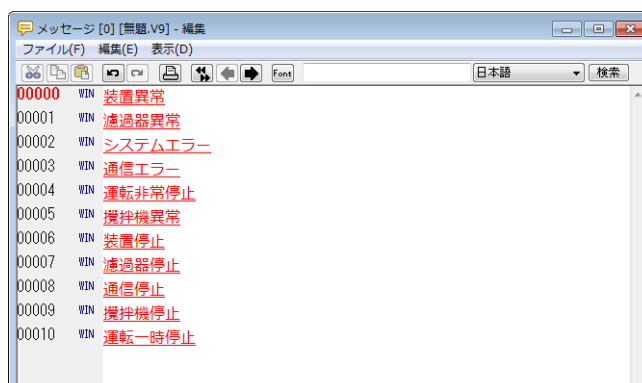 メッセージ [0] [無題.V9] - 編集
ファイル(F) 編集(E) 表示(D)
Font 日本語 検索
00000 WIN 装置異常
00001 WIN 濾過器異常
00002 WIN システムエラー
00003 WIN 通信エラー
00004 WIN 運転非常停止
00005 WIN 攪拌機異常
00006 WIN 装置停止
00007 WIN 濾過器停止
00008 WIN 通信停止
00009 WIN 攪拌機停止
00010 WIN 運転一時停止